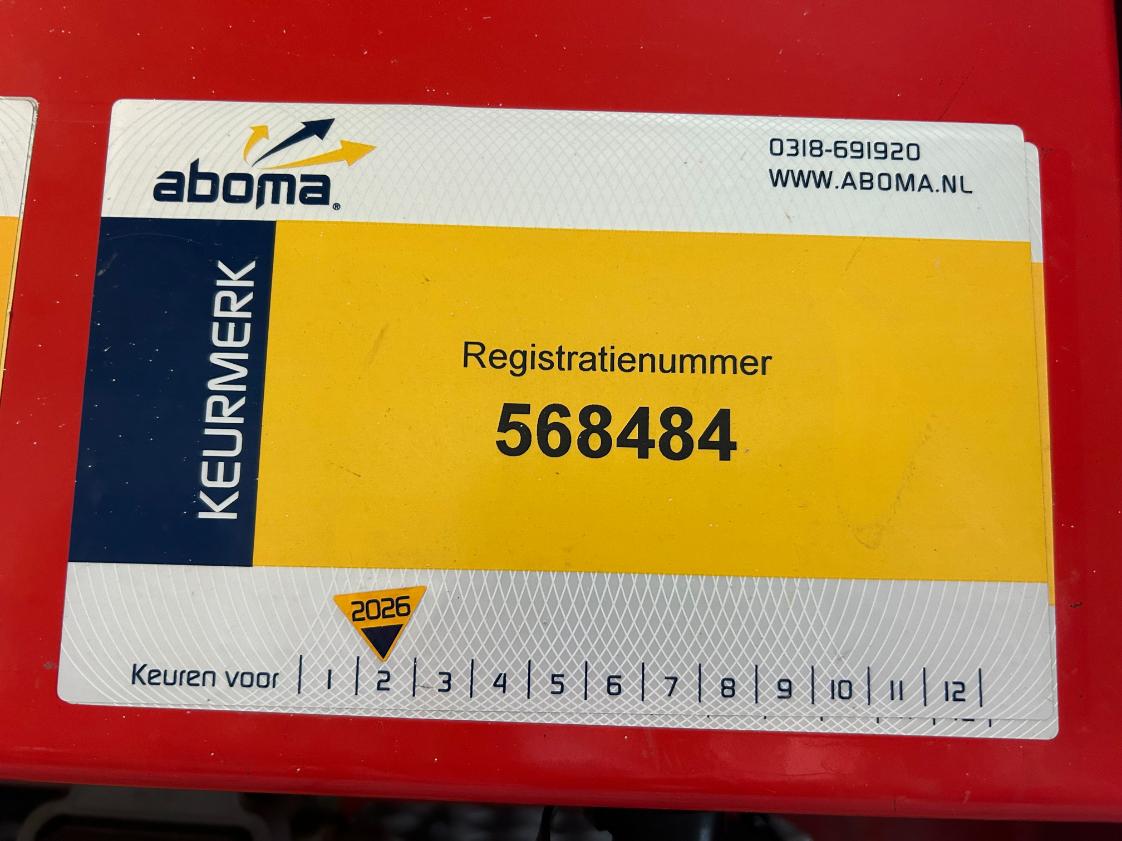 aboma®
0318-691920
WWW.ABOMA.NL
KEURMERK
Registratienummer
568484
2026
Keuren voor | 1 | 2 | 3 | 4 | 5 | 6 | 7 | 8 | 9 | 10 | 11 | 12 |